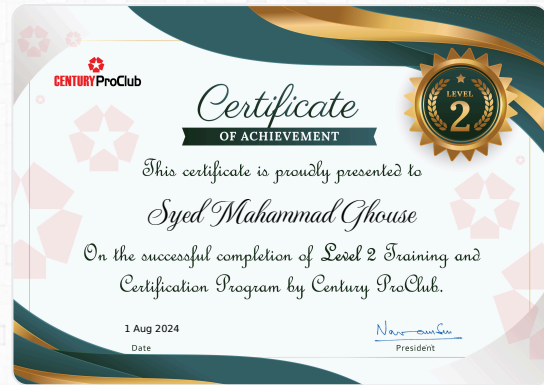 CENTURY ProClub
Certificate
OF ACHIEVEMENT
LEVEL
2
This certificate is proudly presented to
Syed Mahammad Ghouse
On the successful completion of Level 2 Training and
Certification Program by Century ProClub.
1 Aug 2024
Date
President